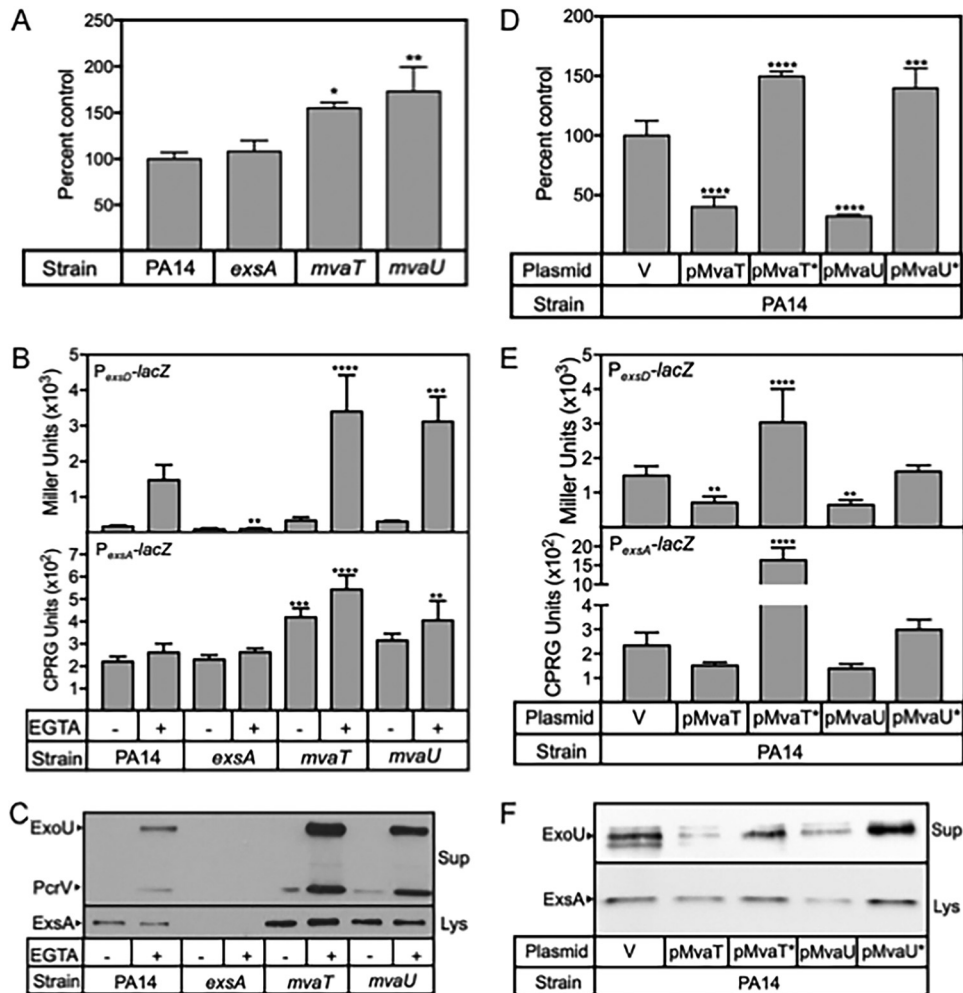 A
Percent control
250
200
150
100
50
*
**
Strain PA14 exsA mvaT mvaU
B
PexsD-lacZ
Miller Units (x10³)
5
4
3
2
1
**
****
***
PexsA-lacZ
CPRG Units (x10²)
7
6
5
4
3
2
1
***
****
**
EGTA - + - + - + - +
Strain PA14 exsA mvaT mvaU
C
ExoU
PcrV
Sup
ExsA
Lys
EGTA - + - + - + - +
Strain PA14 exsA mvaT mvaU
D
Percent control
200
150
100
50
****
****
****
***
Plasmid V pMvaT pMvaT* pMvaU pMvaU*
Strain PA14
E
PexsD-lacZ
Miller Units (x10³)
5
4
3
2
1
**
****
**
PexsA-lacZ
CPRG Units (x10²)
20
15
10
4
3
2
1
****
Plasmid V pMvaT pMvaT* pMvaU pMvaU*
Strain PA14
F
ExoU
Sup
ExsA
Lys
Plasmid V pMvaT pMvaT* pMvaU pMvaU*
Strain PA14